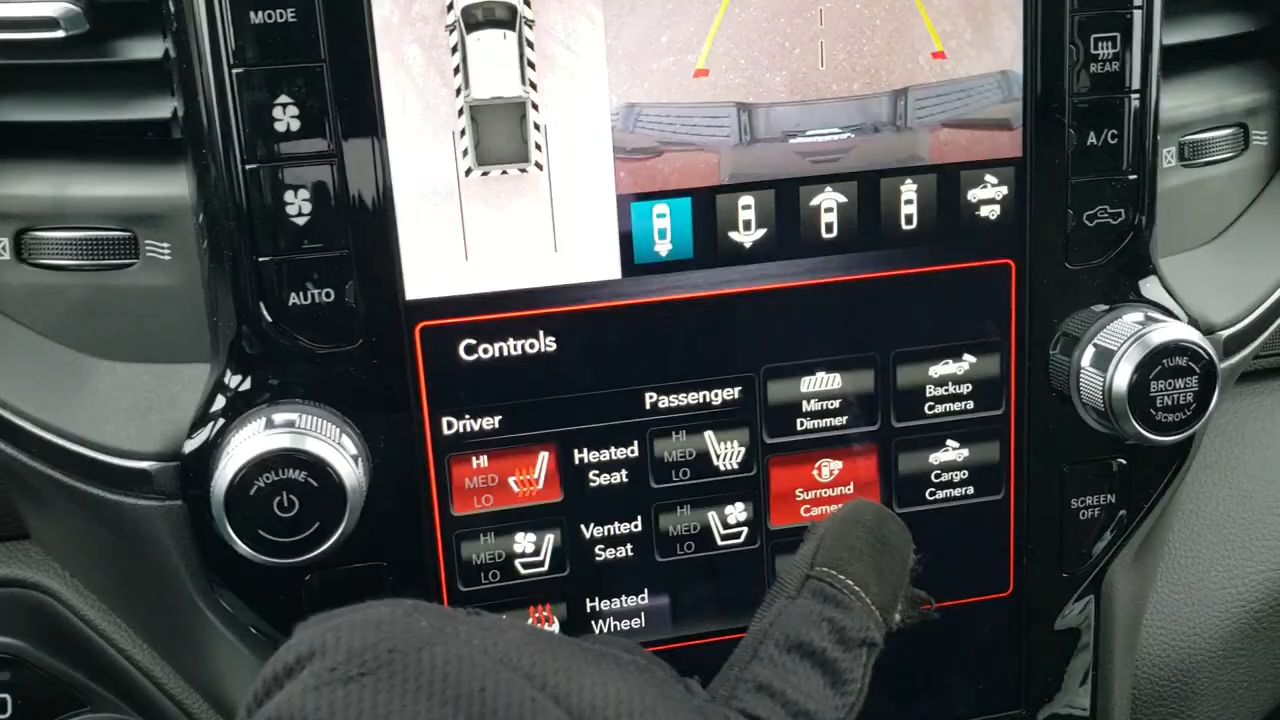 MODE
REAR
A/C
AUTO
Controls
Driver
Passenger
HI
MED
LO
Heated
Seat
HI
MED
LO
HI
MED
LO
Vented
Seat
HI
MED
LO
Heated
Wheel
Mirror
Dimmer
Backup
Camera
Surround
Cargo
Camera
VOLUME
TUNE
BROWSE
ENTER
SCROLL
SCREEN
OFF